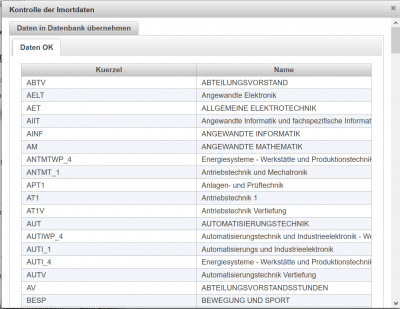 Kontrolle der Imortdaten
Daten in Datenbank übernehmen
Daten OK
Kuerzel Name
ABTV ABTEILUNGSVORSTAND
AELT Angewandte Elektronik
AET ALLGEMEINE ELEKTROTECHNIK
AIIT Angewandte Informatik und fachspezifische Informat
AINF ANGEWANDTE INFORMATIK
AM ANGEWANDTE MATHEMATIK
ANTMTWP_4 Energiesysteme - Werkstätte und Produktionstechnik
ANTMT_1 Antriebstechnik und Mechatronik
APT1 Anlagen- und Prüftechnik
AT1 Antriebstechnik 1
AT1V Antriebstechnik Vertiefung
AUT AUTOMATISIERUNGSTECHNIK
AUTIWP_4 Automatisierungstechnik und Industrieelektronik - We
AUTI_1 Automatisierungs und Industrieelektronik
AUTI_4 Energiesysteme - Werkstätte und Produktionstechnik
AUTV Automatisierungstechnik Vertiefung
AV ABTEILUNGSVORSTANDSSTUNDEN
BESP BEWEGUNG UND SPORT